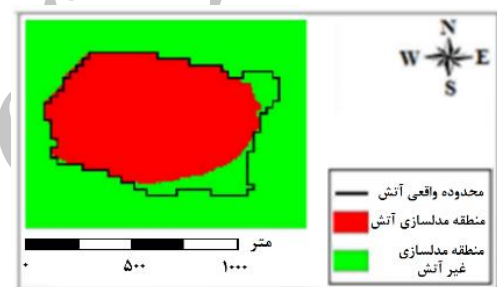 N
W E
S
محدوده واقعی آتش
منطقه مدلسازی آتش
منطقه مدلسازی
غیر آتش
متر
۰ ۵۰۰ ۱۰۰۰